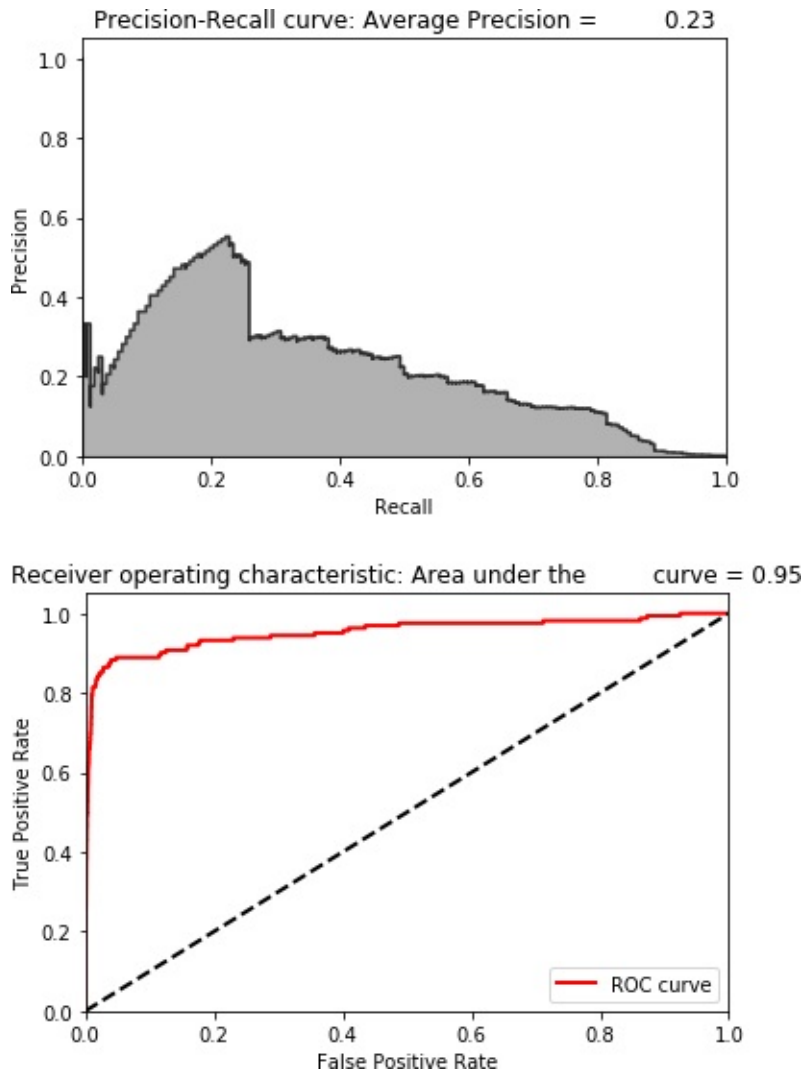 Precision-Recall curve: Average Precision = 0.23
1.0
0.8
0.6
0.4
0.2
0.0
Precision
0.0 0.2 0.4 0.6 0.8 1.0
Recall
Receiver operating characteristic: Area under the curve = 0.95
1.0
0.8
0.6
0.4
0.2
0.0
True Positive Rate
ROC curve
0.0 0.2 0.4 0.6 0.8 1.0
False Positive Rate